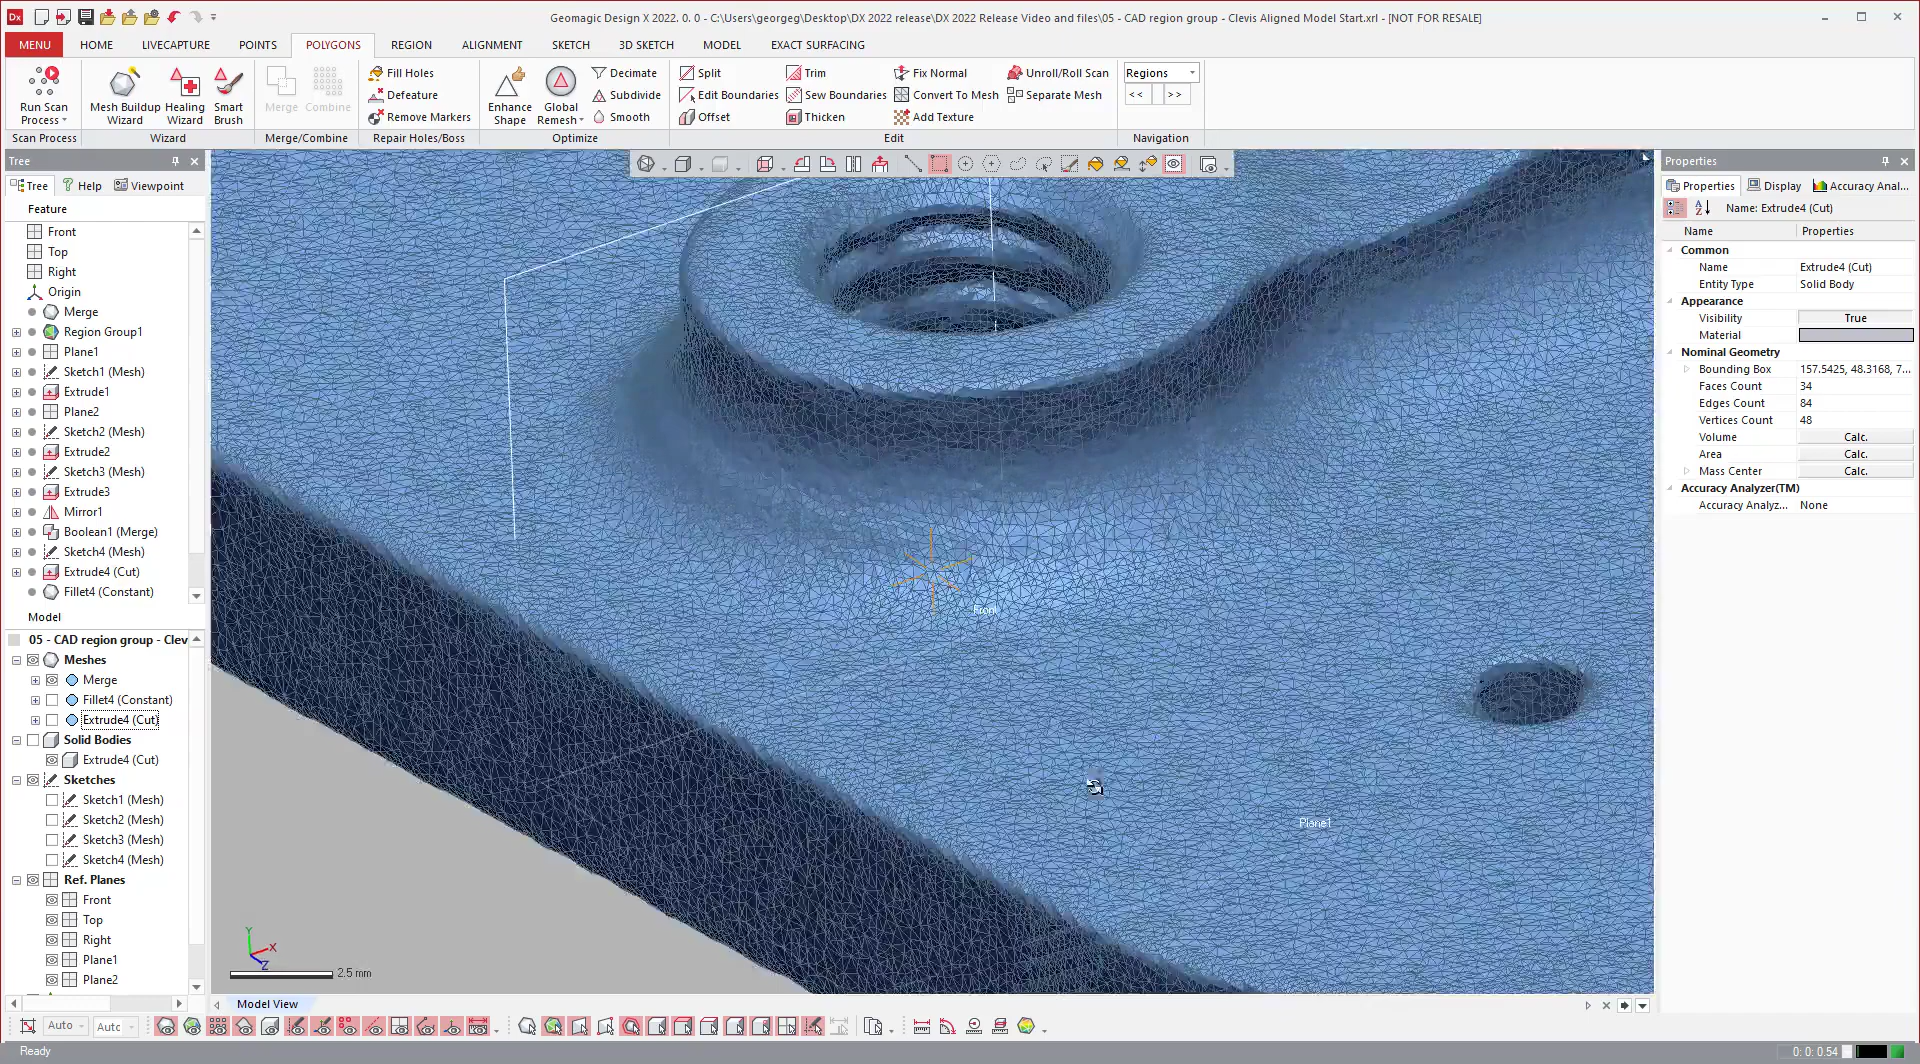 Geomagic Design X 2022. 0. 0 - C:\Users\georgeg\Desktop\DX 2022 release\DX 2022 Release Video and files\05 - CAD region group - Clevis Aligned Model Start.xrl - [NOT FOR RESALE]
MENU HOME LIVECAPTURE POINTS POLYGONS REGION ALIGNMENT SKETCH 3D SKETCH MODEL EXACT SURFACING
Run Scan Process
Mesh Buildup Wizard
Healing Wizard
Smart Brush
Merge
Combine
Fill Holes
Defeature
Remove Markers
Enhance Shape
Global Remesh
Decimate
Subdivide
Smooth
Split
Edit Boundaries
Offset
Trim
Sew Boundaries
Thicken
Fix Normal
Convert To Mesh
Add Texture
Unroll/Roll Scan
Separate Mesh
Regions
<< >>
Scan Process Wizard Merge/Combine Repair Holes/Boss Optimize Edit Navigation
Tree
Tree Help Viewpoint
Feature
Front
Top
Right
Origin
Merge
Region Group1
Plane1
Sketch1 (Mesh)
Extrude1
Plane2
Sketch2 (Mesh)
Extrude2
Sketch3 (Mesh)
Extrude3
Mirror1
Boolean1 (Merge)
Sketch4 (Mesh)
Extrude4 (Cut)
Fillet4 (Constant)
Model
05 - CAD region group - Clev
Meshes
Merge
Fillet4 (Constant)
Extrude4 (Cut)
Solid Bodies
Extrude4 (Cut)
Sketches
Sketch1 (Mesh)
Sketch2 (Mesh)
Sketch3 (Mesh)
Sketch4 (Mesh)
Ref. Planes
Front
Top
Right
Plane1
Plane2
Front
Plane1
Y
X
Z
2.5 mm
Model View
Properties
Properties Display Accuracy Anal...
Name: Extrude4 (Cut)
Name Properties
Common
Name Extrude4 (Cut)
Entity Type Solid Body
Appearance
Visibility True
Material
Nominal Geometry
Bounding Box 157.5425, 48.3168, 7...
Faces Count 34
Edges Count 84
Vertices Count 48
Volume Calc.
Area Calc.
Mass Center Calc.
Accuracy Analyzer(TM)
Accuracy Analyz... None
Auto Autc
Ready
0: 0: 0.54